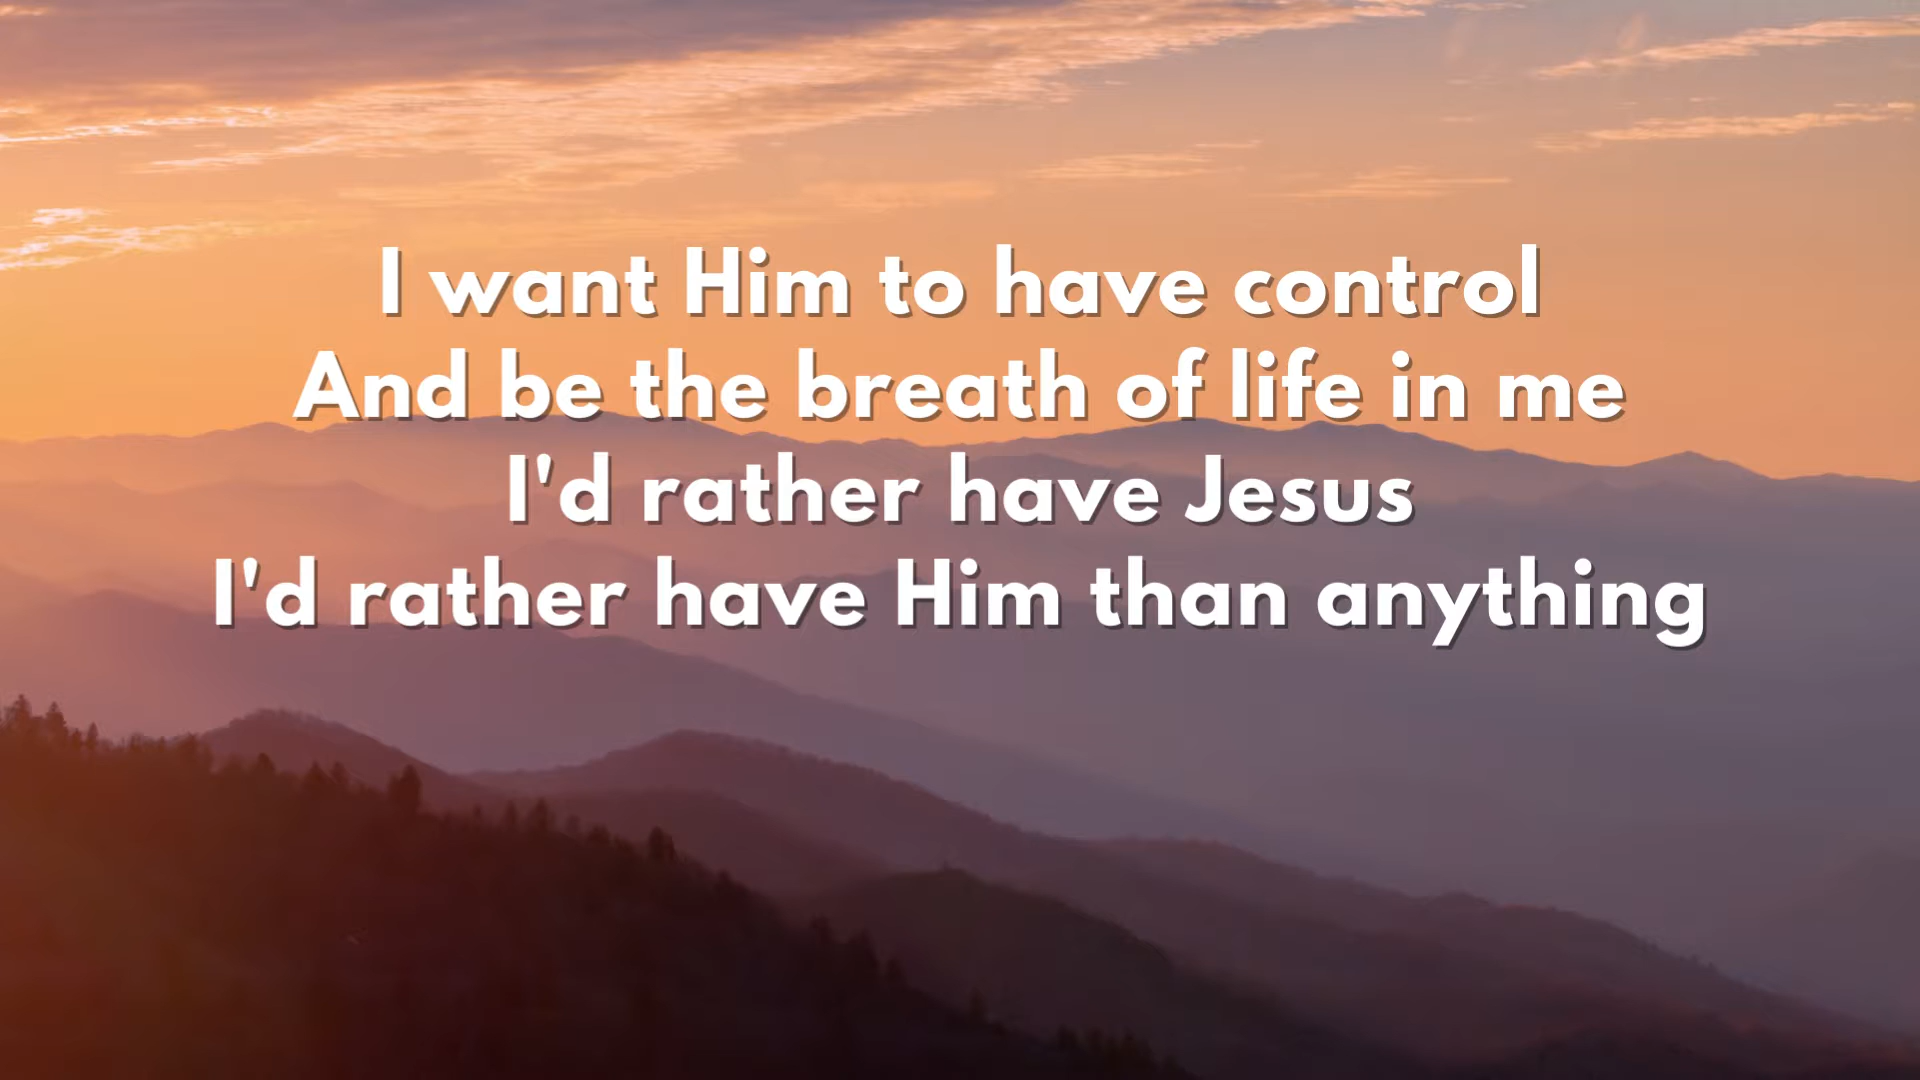 I want Him to have control
And be the breath of life in me
I'd rather have Jesus
I'd rather have Him than anything